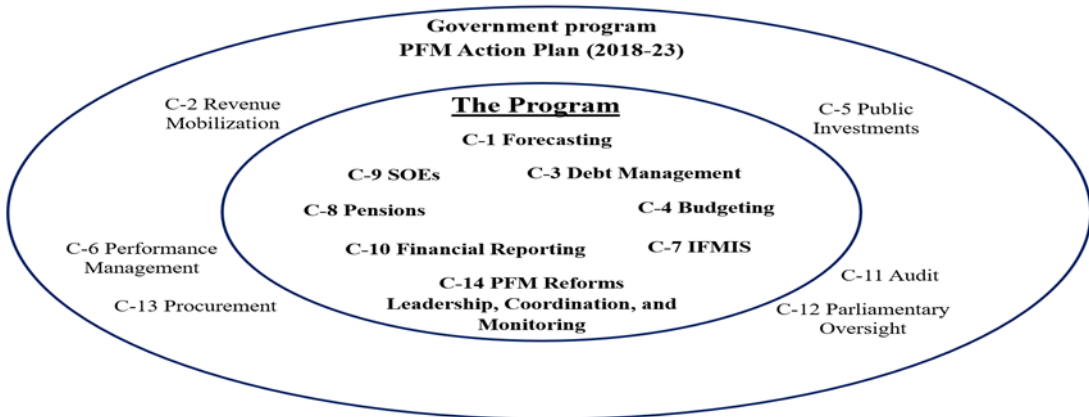 Government program
PFM Action Plan (2018-23)
C-2 Revenue
Mobilization
The Program
C-5 Public
Investments
C-1 Forecasting
C-9 SOEs
C-3 Debt Management
C-8 Pensions
C-4 Budgeting
C-6 Performance
Management
C-10 Financial Reporting
C-7 IFMIS
C-13 Procurement
C-14 PFM Reforms
Leadership, Coordination, and
Monitoring
C-11 Audit
C-12 Parliamentary
Oversight